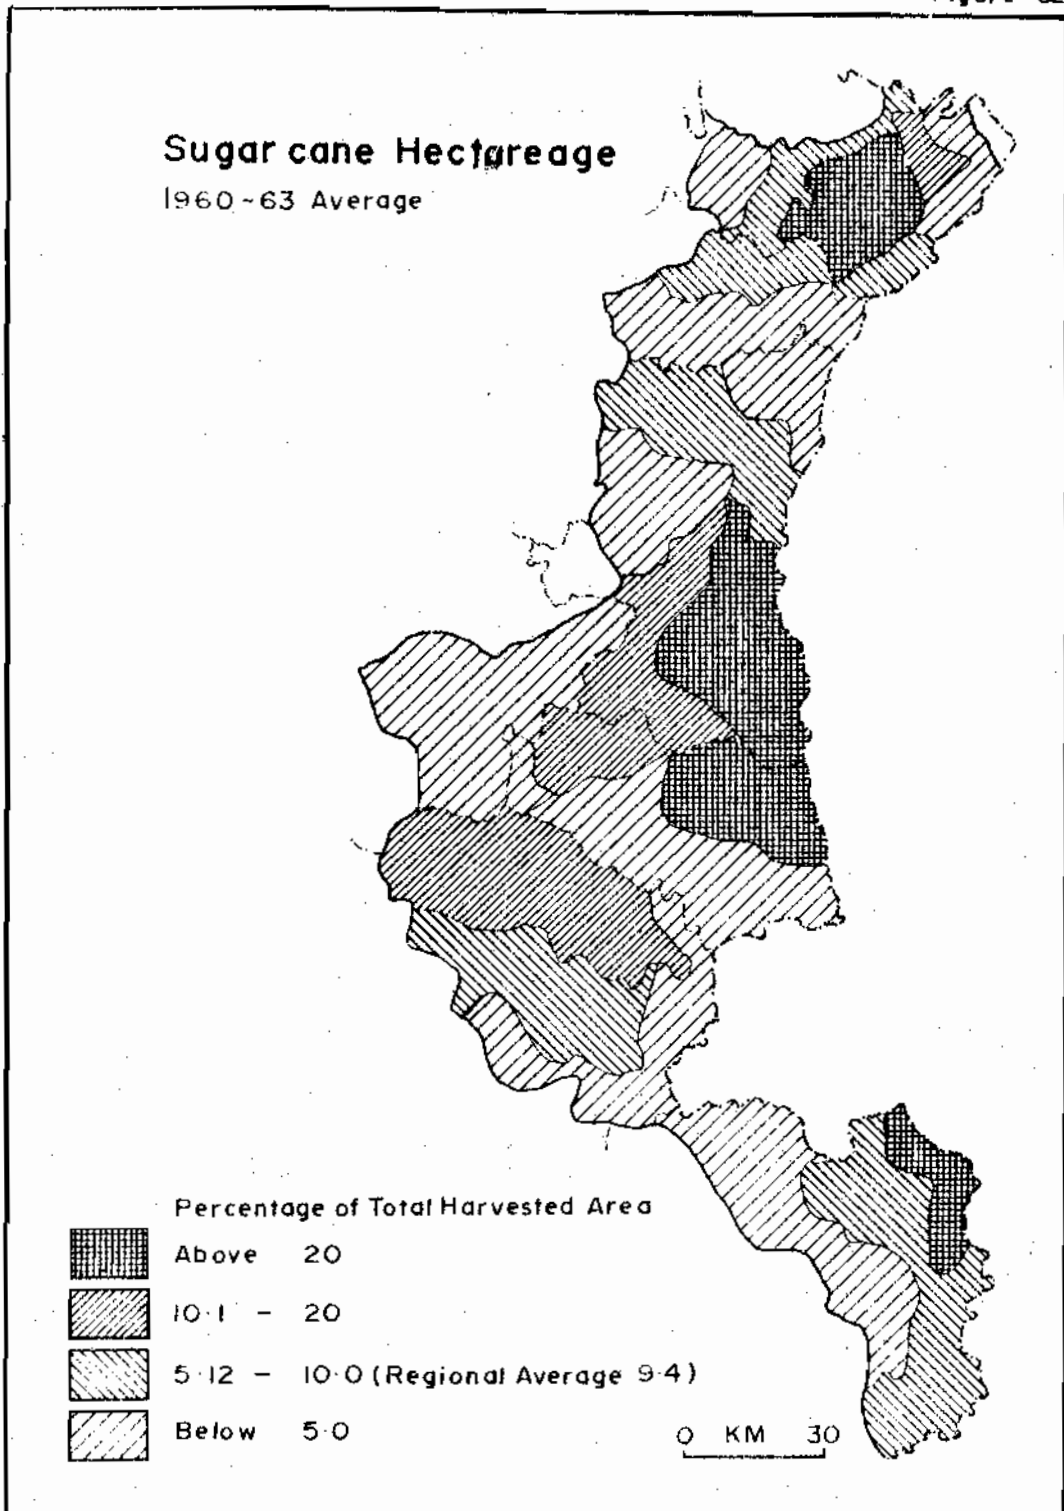 Sugar cane Hectareage
1960-63 Average
Percentage of Total Harvested Area
Above 20
10·1 - 20
5·12 - 10·0 (Regional Average 9·4)
Below 5·0
0 KM 30